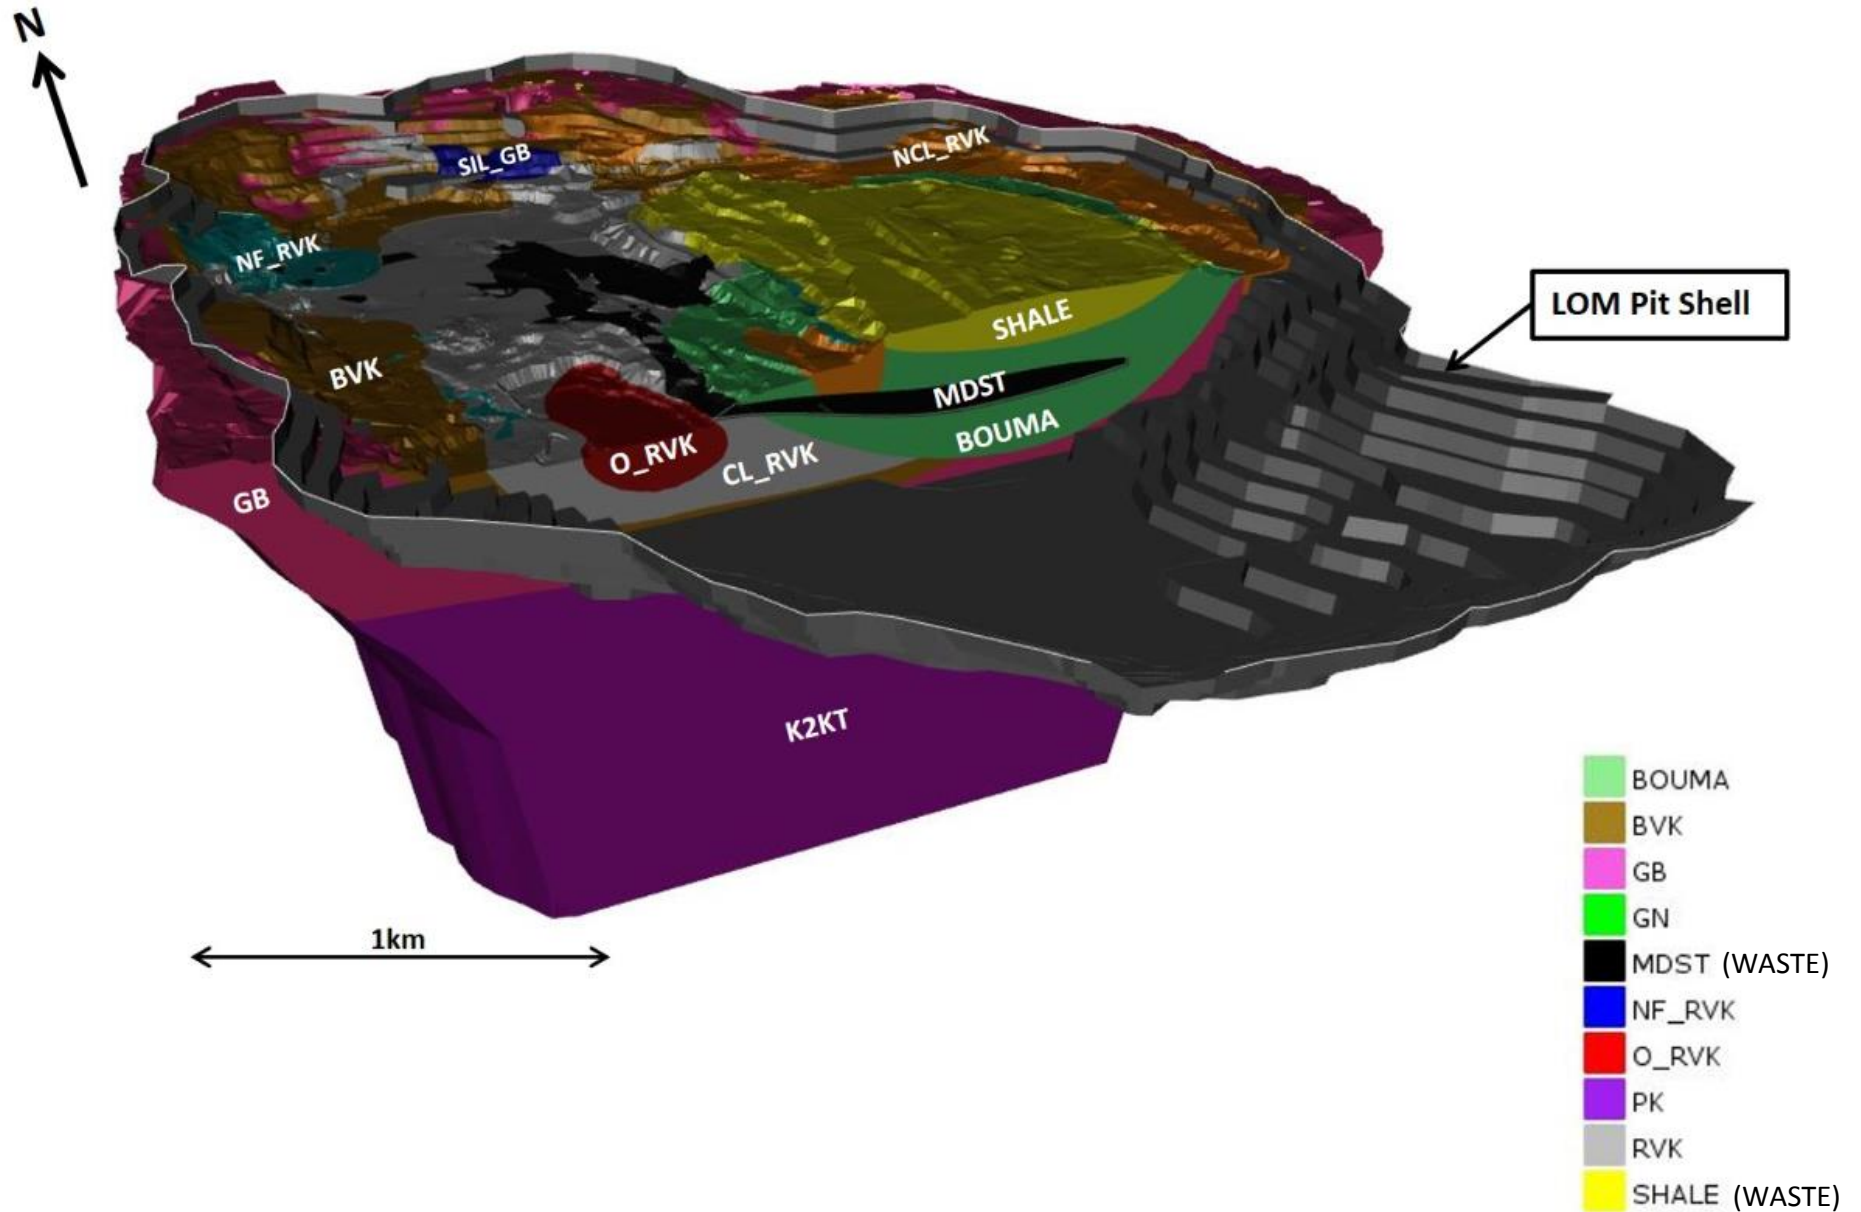 N
SIL_GB
NCL_RVK
NF_RVK
LOM Pit Shell
SHALE
BVK
MDST
BOUMA
O_RVK
CL_RVK
GB
K2KT
1km
BOUMA
BVK
GB
GN
MDST (WASTE)
NF_RVK
O_RVK
PK
RVK
SHALE (WASTE)